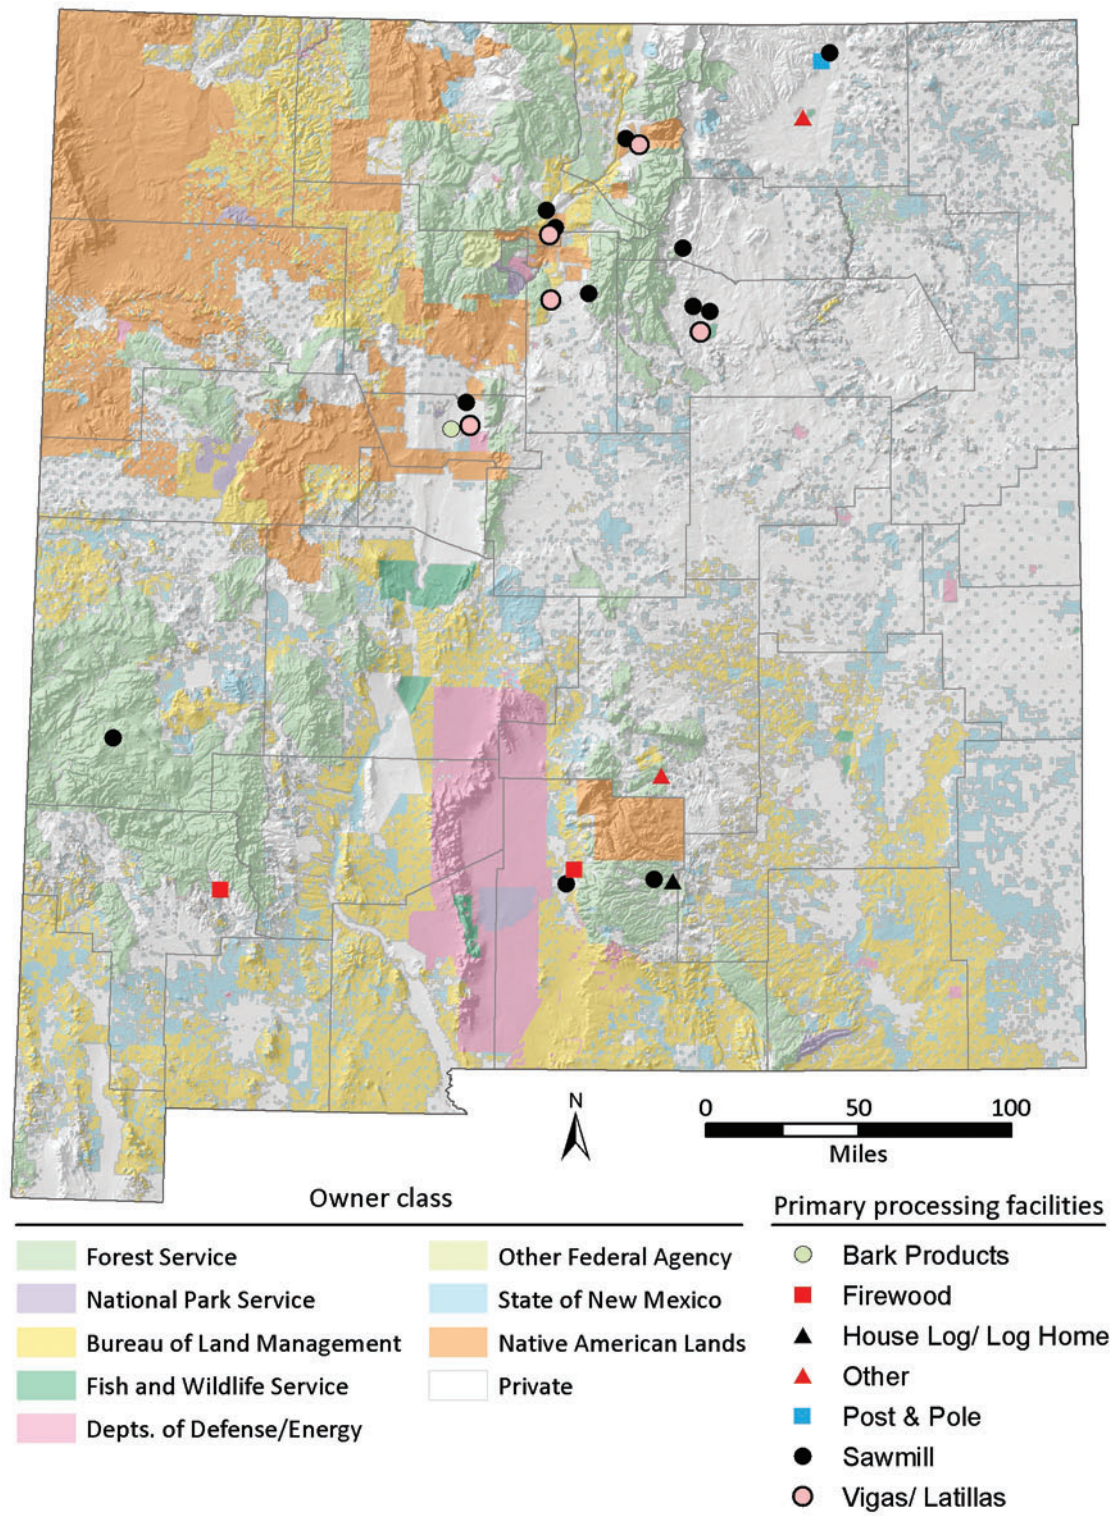 N
0 50 100
Miles
Owner class
Forest Service
National Park Service
Bureau of Land Management
Fish and Wildlife Service
Depts. of Defense/Energy
Other Federal Agency
State of New Mexico
Native American Lands
Private
Primary processing facilities
Bark Products
Firewood
House Log/ Log Home
Other
Post & Pole
Sawmill
Vigas/ Latillas